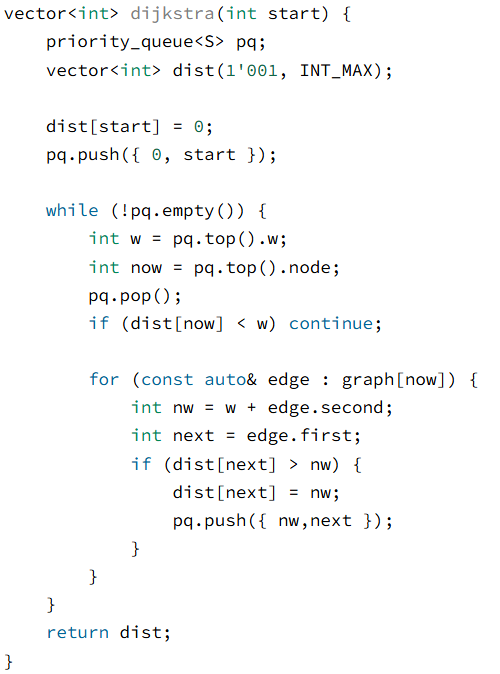 vector<int> dijkstra(int start) {
    priority_queue<S> pq;
    vector<int> dist(1'001, INT_MAX);

    dist[start] = 0;
    pq.push({ 0, start });

    while (!pq.empty()) {
        int w = pq.top().w;
        int now = pq.top().node;
        pq.pop();
        if (dist[now] < w) continue;

        for (const auto& edge : graph[now]) {
            int nw = w + edge.second;
            int next = edge.first;
            if (dist[next] > nw) {
                dist[next] = nw;
                pq.push({ nw,next });
            }
        }
    }
    return dist;
}